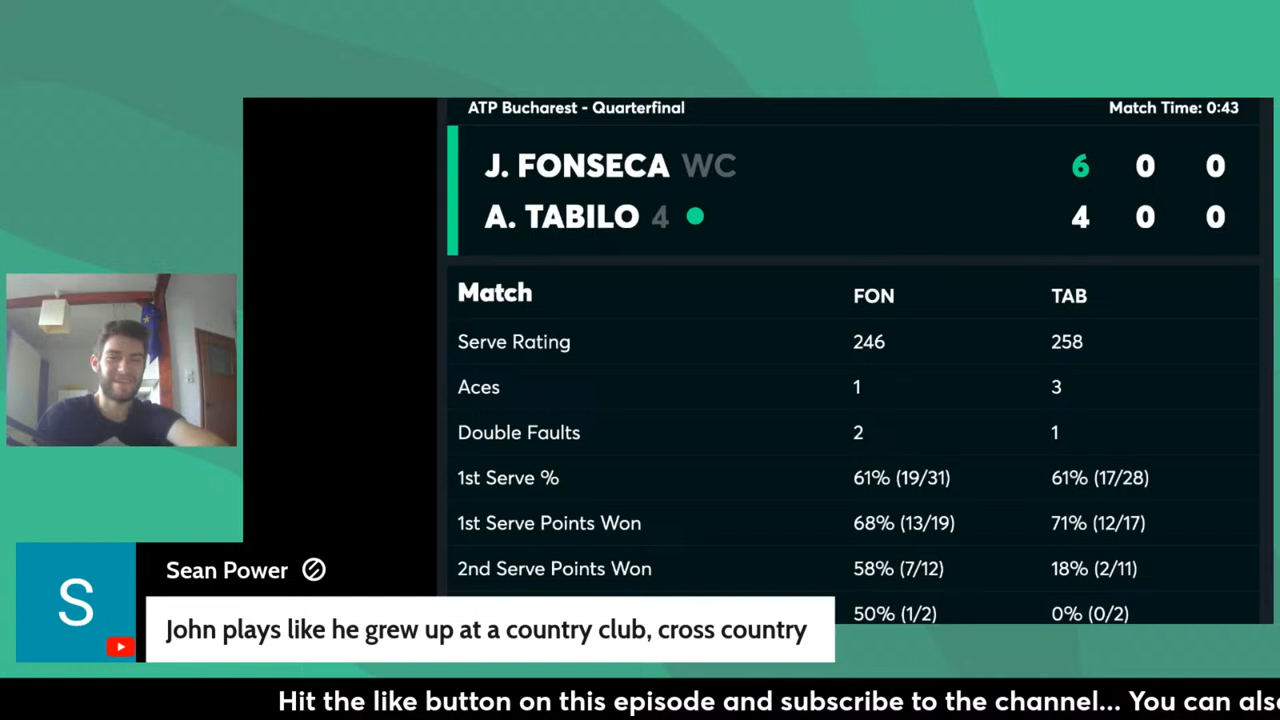 ATP Bucharest - Quarterfinal Match Time: 0:43
J. FONSECA WC 6 0 0
A. TABILO 4 4 0 0
Match FON TAB
Serve Rating 246 258
Aces 1 3
Double Faults 2 1
1st Serve % 61% (19/31) 61% (17/28)
1st Serve Points Won 68% (13/19) 71% (12/17)
2nd Serve Points Won 58% (7/12) 18% (2/11)
50% (1/2) 0% (0/2)
S
Sean Power
John plays like he grew up at a country club, cross country
Hit the like button on this episode and subscribe to the channel... You can als